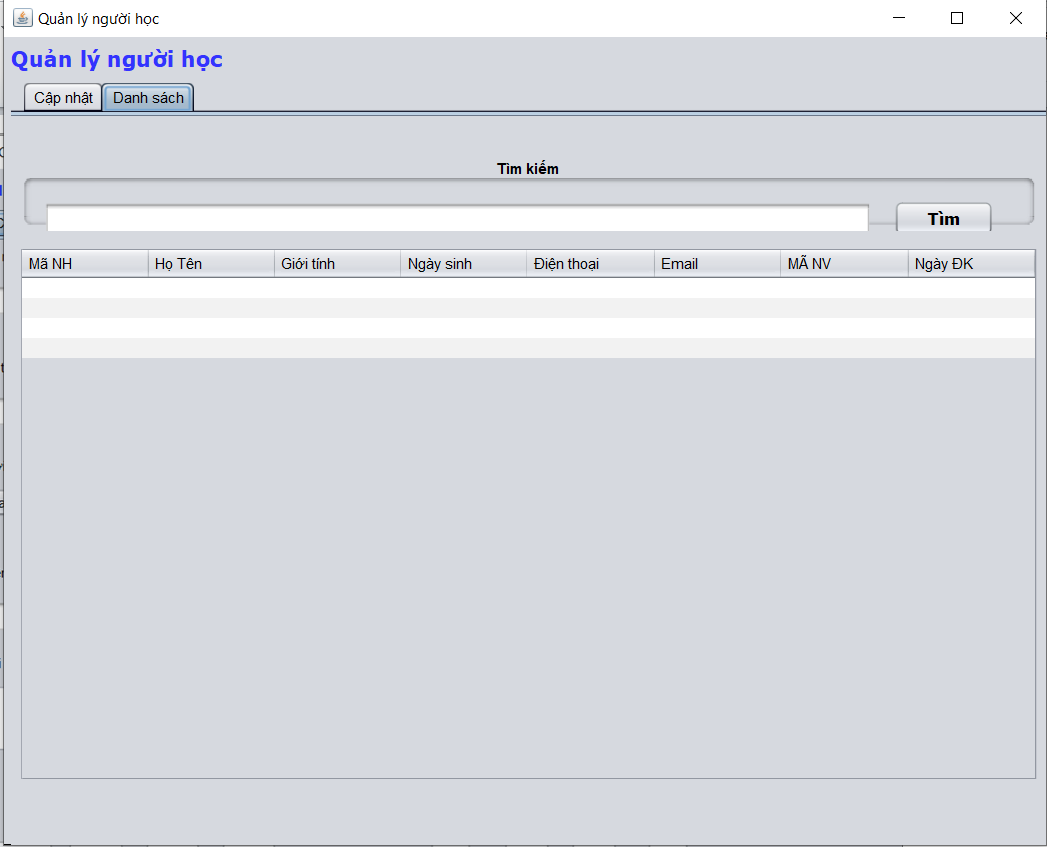 Quản lý người học
Quản lý người học
Cập nhật Danh sách
Tìm kiếm
Tìm
Mã NH Họ Tên Giới tính Ngày sinh Điện thoại Email MÃ NV Ngày ĐK